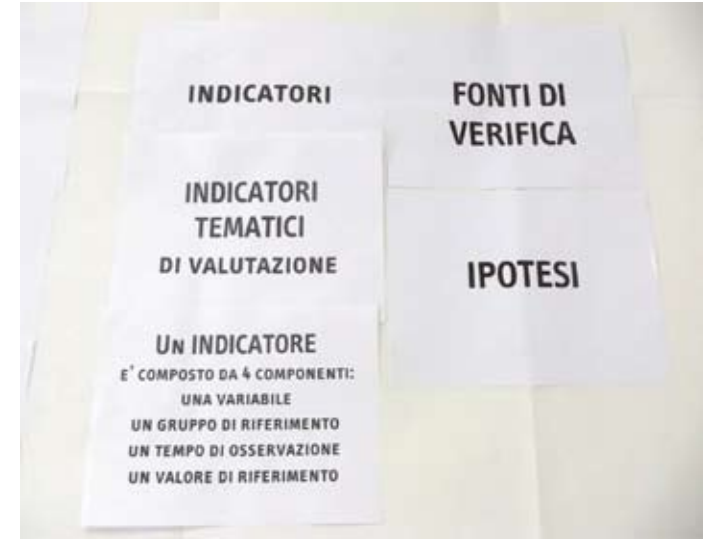 INDICATORI
INDICATORI
TEMATICI
DI VALUTAZIONE
UN INDICATORE
E' COMPOSTO DA 4 COMPONENTI:
UNA VARIABILE
UN GRUPPO DI RIFERIMENTO
UN TEMPO DI OSSERVAZIONE
UN VALORE DI RIFERIMENTO
FONTI DI
VERIFICA
IPOTESI